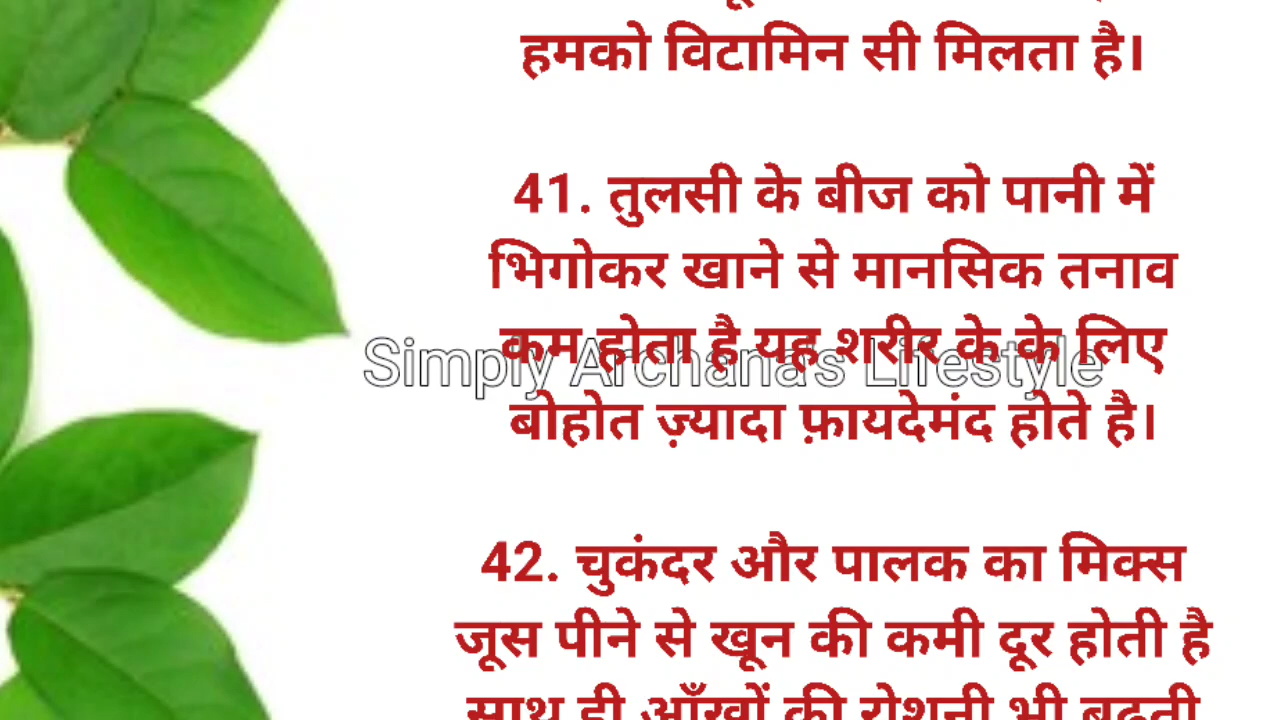 हमको विटामिन सी मिलता है।
41. तुलसी के बीज को पानी में
भिगोकर खाने से मानसिक तनाव
कम होता है यह शरीर के के लिए
Simply Archana's Lifestyle
बोहोत ज़्यादा फ़ायदेमंद होते है।
42. चुकंदर और पालक का मिक्स
जूस पीने से खून की कमी दूर होती है
साथ ही आँखों की रोशनी भी बढ़ती